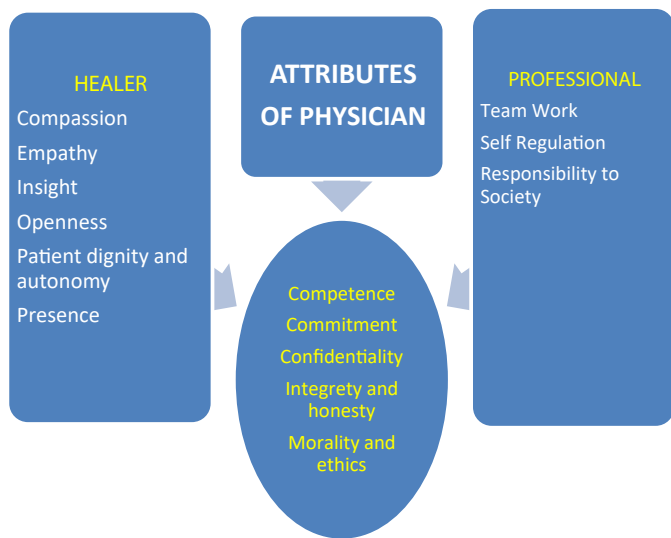 HEALER
Compassion
Empathy
Insight
Openness
Patient dignity and
autonomy
Presence
ATTRIBUTES
OF PHYSICIAN
PROFESSIONAL
Team Work
Self Regulation
Responsibility to
Society
Competence
Commitment
Confidentiality
Integrety and
honesty
Morality and
ethics